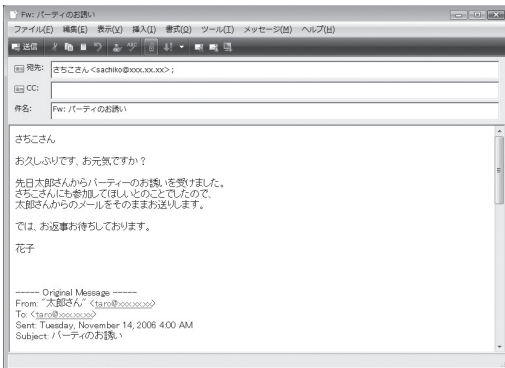 Fw: パーティのお誘い
ファイル(F) 編集(E) 表示(V) 挿入(I) 書式(O) ツール(T) メッセージ(M) ヘルプ(H)
送信
宛先: さちこさん<sachiko@xxx.xx.xx>;
CC:
件名: Fw: パーティのお誘い
さちこさん
お久しぶりです、お元気ですか？
先日太郎さんからパーティーのお誘いを受けました。
さちこさんにも参加してほしいとのことでしたので、
太郎さんからのメールをそのままお送りします。
では、お返事お待ちしております。
花子
----- Original Message -----
From: "太郎さん" <taro@xxx.xx.xx>
To: <taro@xxx.xx.xx>
Sent: Tuesday, November 14, 2006 4:00 AM
Subject: パーティのお誘い